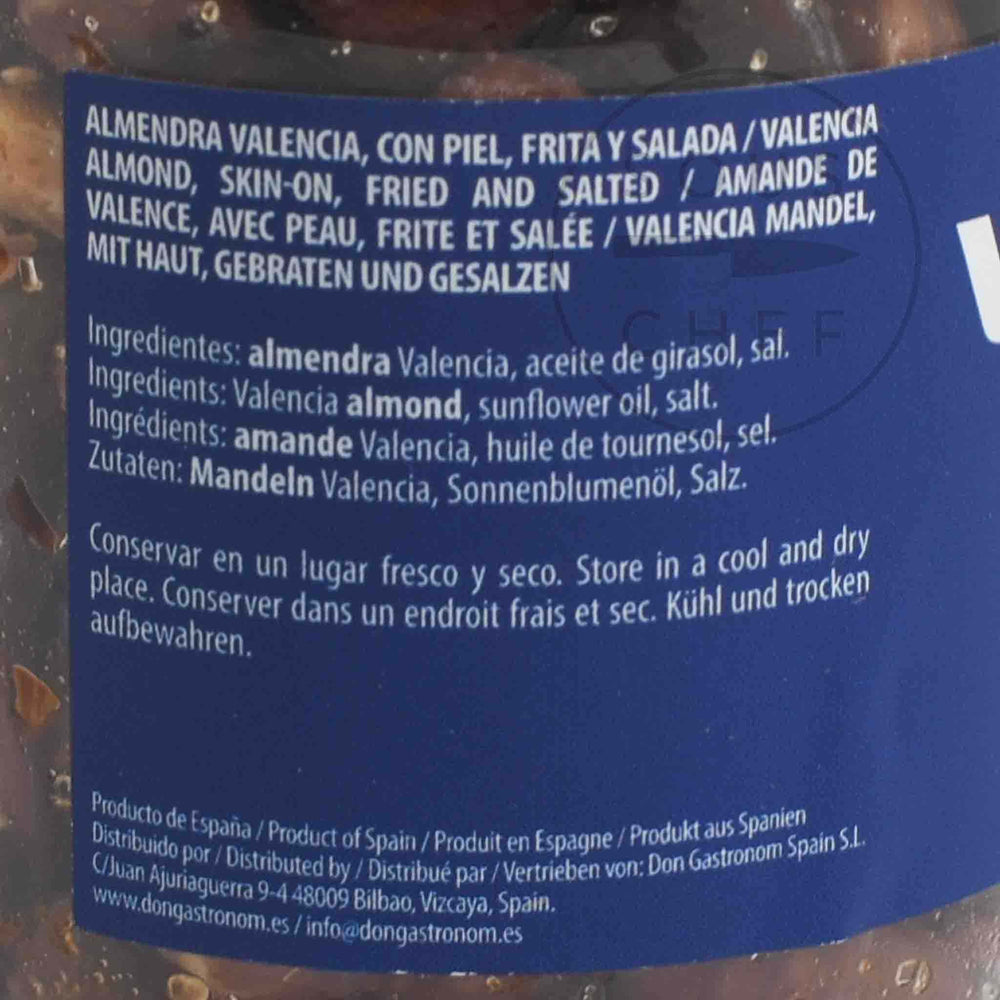 ALMENDRA VALENCIA, CON PIEL, FRITA Y SALADA / VALENCIA
ALMOND, SKIN-ON, FRIED AND SALTED / AMANDE DE
VALENCE, AVEC PEAU, FRITE ET SALÉE / VALENCIA MANDEL,
MIT HAUT, GEBRATEN UND GESALZEN
Ingredientes: almendra Valencia, aceite de girasol, sal.
Ingredients: Valencia almond, sunflower oil, salt.
Ingrédients: amande Valencia, huile de tournesol, sel.
Zutaten: Mandeln Valencia, Sonnenblumenöl, Salz.
Conservar en un lugar fresco y seco. Store in a cool and dry
place. Conserver dans un endroit frais et sec. Kühl und trocken
aufbewahren.
Producto de España / Product of Spain / Produit en Espagne / Produkt aus Spanien
Distribuido por / Distributed by / Distribué par / Vertrieben von: Don Gastronom Spain S.L.
C/Juan Ajuriaguerra 9-4 48009 Bilbao, Vizcaya, Spain.
www.dongastronom.es / info@dongastronom.es
CHEF